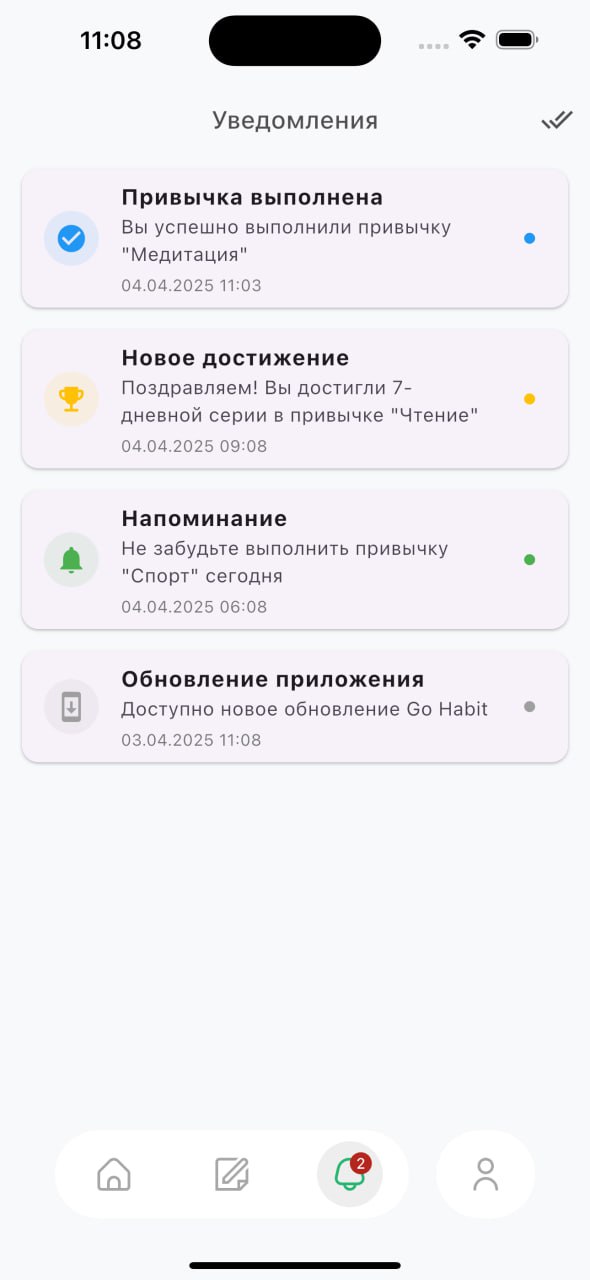 11:08
Уведомления
Привычка выполнена
Вы успешно выполнили привычку
"Медитация"
04.04.2025 11:03
Новое достижение
Поздравляем! Вы достигли 7-
дневной серии в привычке "Чтение"
04.04.2025 09:08
Напоминание
Не забудьте выполнить привычку
"Спорт" сегодня
04.04.2025 06:08
Обновление приложения
Доступно новое обновление Go Habit
03.04.2025 11:08
2